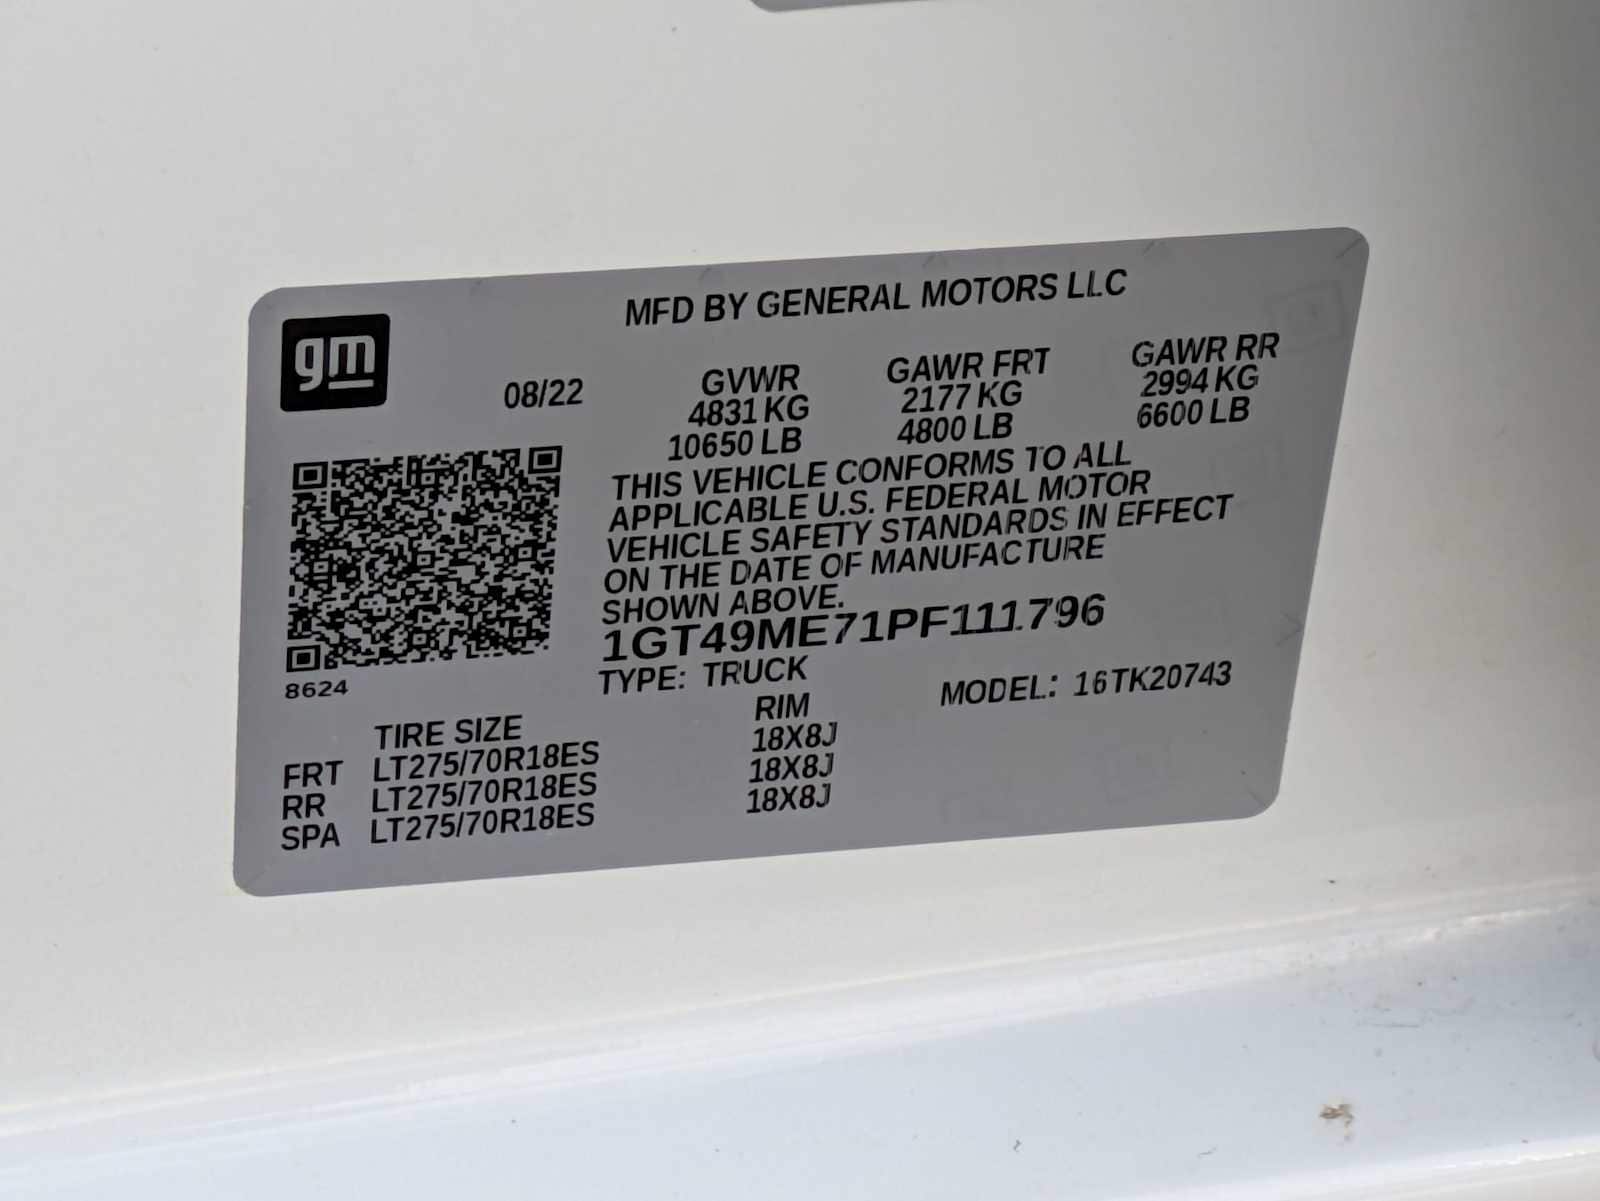 MFD BY GENERAL MOTORS LLC
gm
08/22
GVWR GAWR FRT GAWR RR
4831 KG 2177 KG 2994 KG
10650 LB 4800 LB 6600 LB
THIS VEHICLE CONFORMS TO ALL
APPLICABLE U.S. FEDERAL MOTOR
VEHICLE SAFETY STANDARDS IN EFFECT
ON THE DATE OF MANUFACTURE
SHOWN ABOVE.
1GT49ME71PF111796
8624
TYPE: TRUCK MODEL: 16TK20743
TIRE SIZE RIM
FRT LT275/70R18ES 18X8J
RR LT275/70R18ES 18X8J
SPA LT275/70R18ES 18X8J